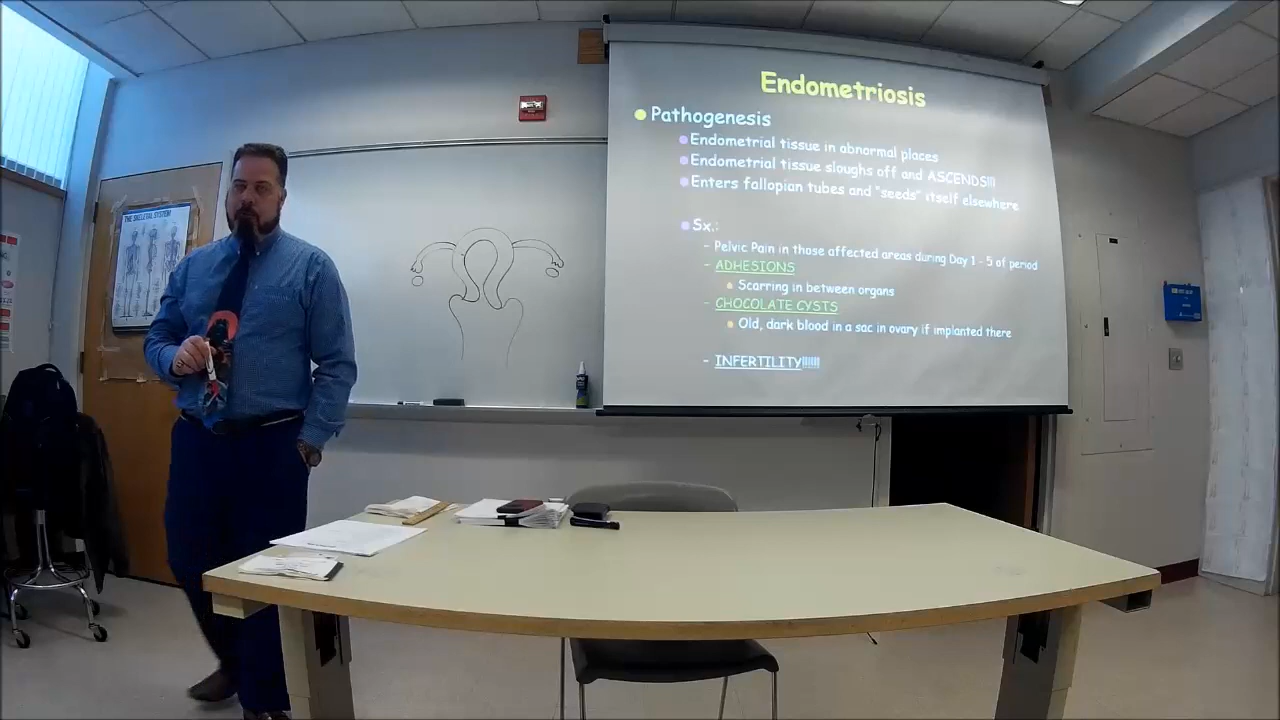 THE SKELETAL SYSTEM
Endometriosis
Pathogenesis
Endometrial tissue in abnormal places
Endometrial tissue sloughs off and ASCENDS!!!
Enters fallopian tubes and "seeds" itself elsewhere
Sx.:
- Pelvic Pain in those affected areas during Day 1 - 5 of period
- ADHESIONS
Scarring in between organs
- CHOCOLATE CYSTS
Old, dark blood in a sac in ovary if implanted there
- INFERTILITY!!!!!!